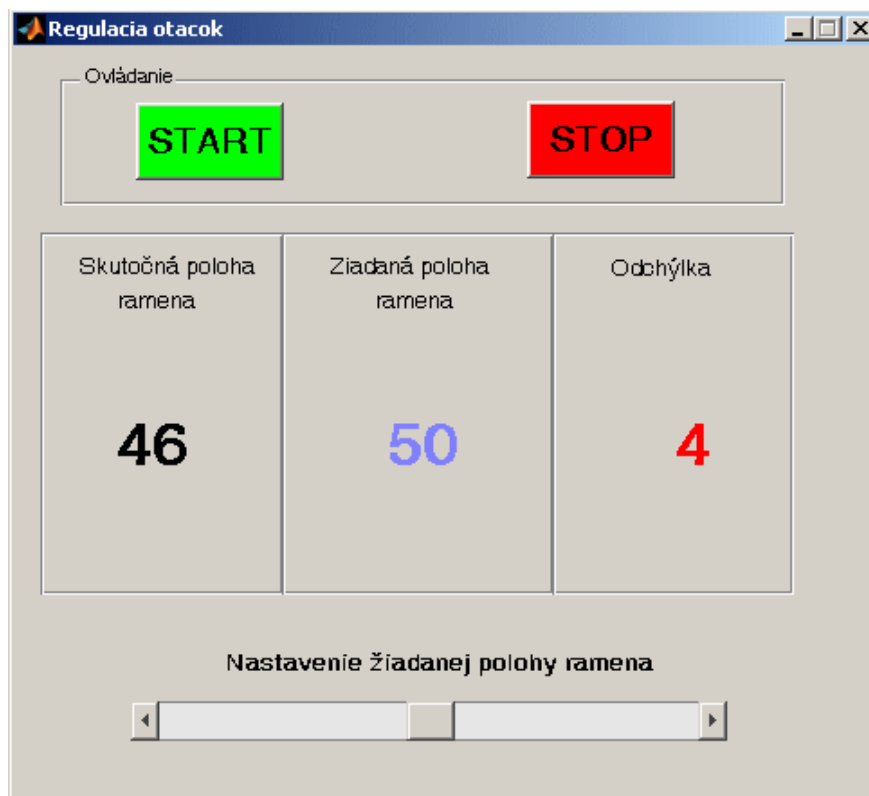 Regulacia otacok
Ovládanie
START
STOP
Skutočná poloha
ramena
Ziadaná poloha
ramena
Odchýlka
46
50
4
Nastavenie žiadanej polohy ramena